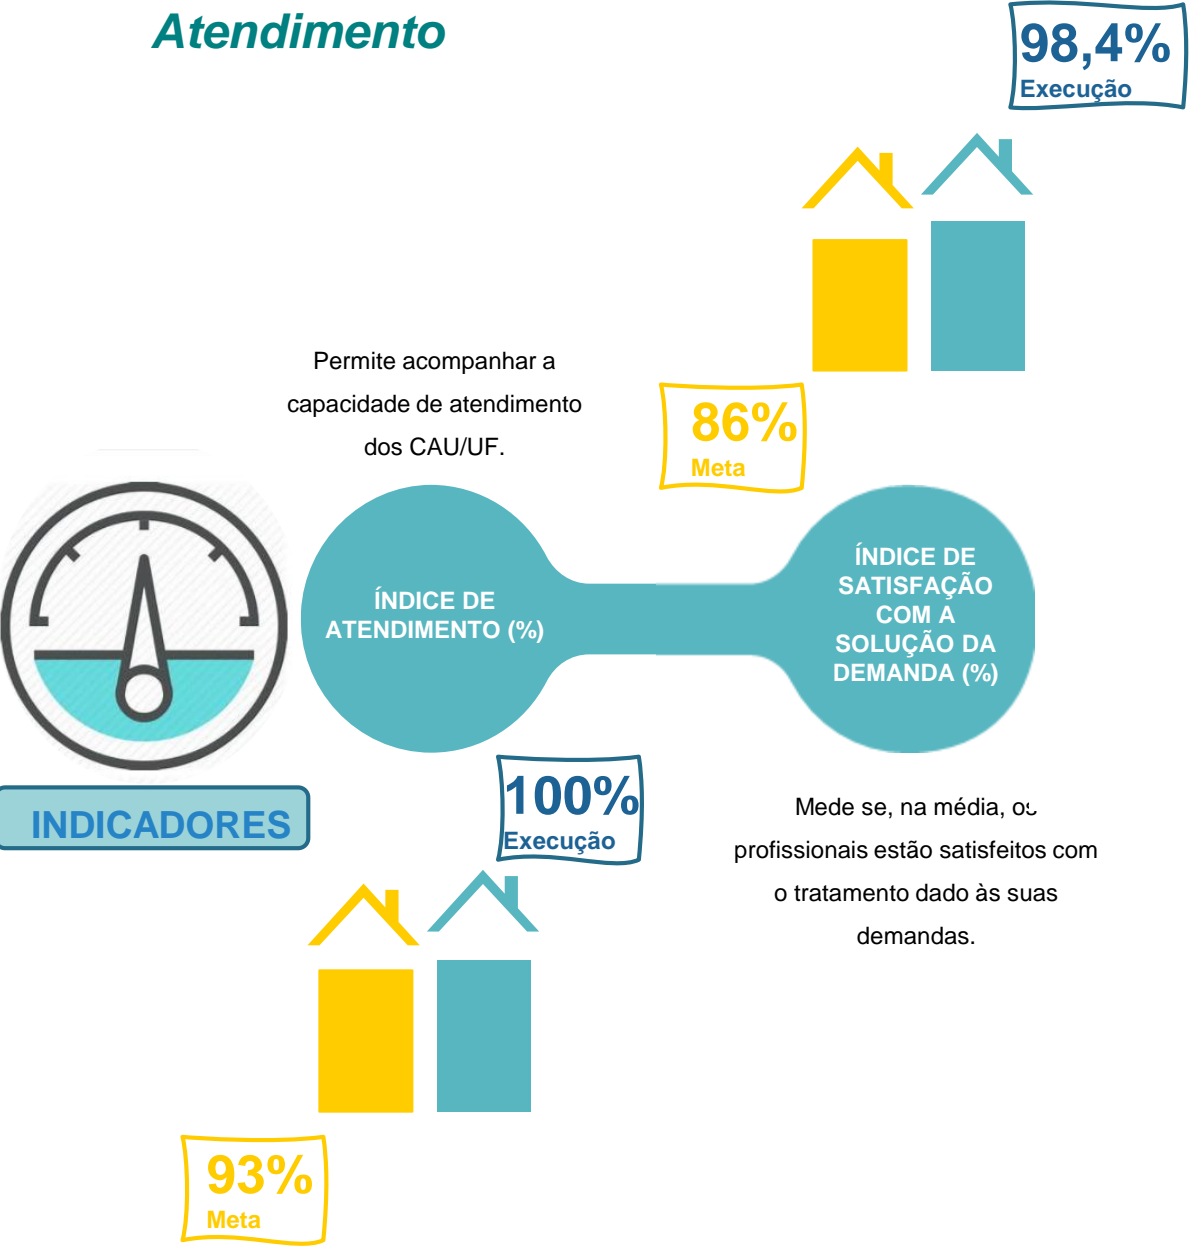 Atendimento
98,4%
Execução
Permite acompanhar a
capacidade de atendimento
dos CAU/UF.
86%
Meta
ÍNDICE DE
ATENDIMENTO (%)
ÍNDICE DE
SATISFAÇÃO
COM A
SOLUÇÃO DA
DEMANDA (%)
INDICADORES
100%
Execução
Mede se, na média, os
profissionais estão satisfeitos com
o tratamento dado às suas
demandas.
93%
Meta